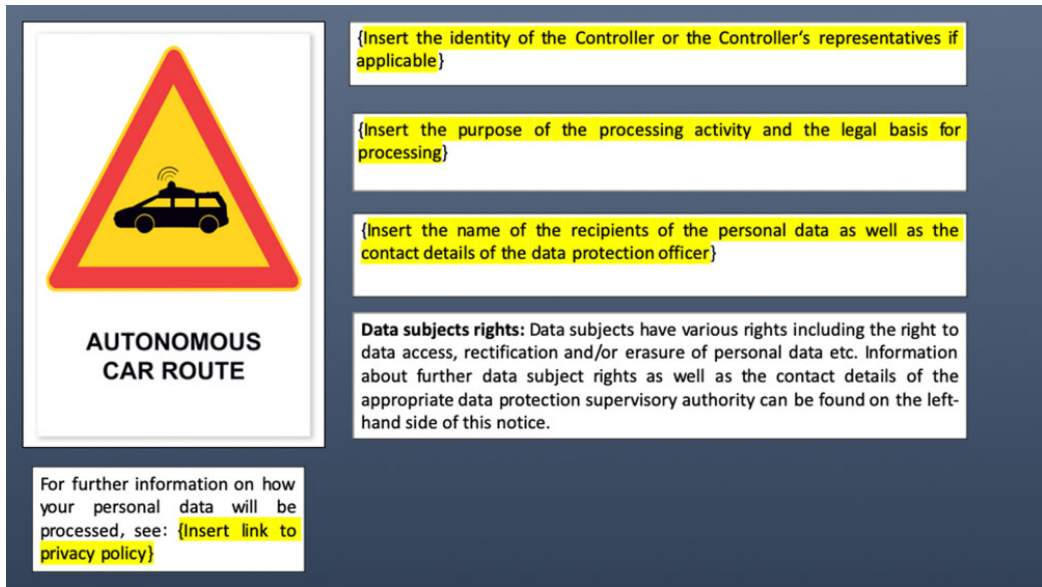 AUTONOMOUS
CAR ROUTE
For further information on how
your personal data will be
processed, see: {Insert link to
privacy policy}
{Insert the identity of the Controller or the Controller‘s representatives if
applicable}
{Insert the purpose of the processing activity and the legal basis for
processing}
{Insert the name of the recipients of the personal data as well as the
contact details of the data protection officer}
Data subjects rights: Data subjects have various rights including the right to
data access, rectification and/or erasure of personal data etc. Information
about further data subject rights as well as the contact details of the
appropriate data protection supervisory authority can be found on the left-
hand side of this notice.